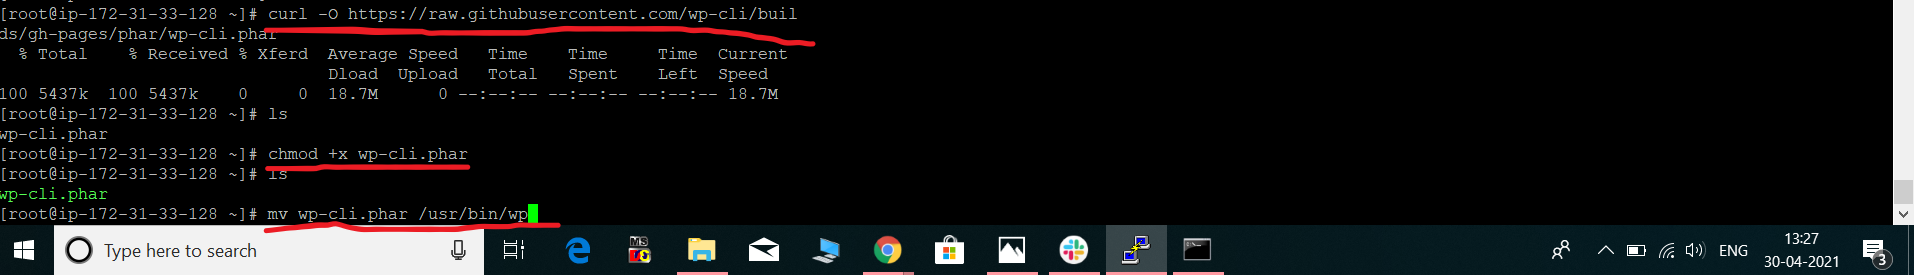 [root@ip-172-31-33-128 ~]# curl -O https://raw.githubusercontent.com/wp-cli/buil
ds/gh-pages/phar/wp-cli.phar
% Total % Received % Xferd Average Speed Time Time Time Current
Dload Upload Total Spent Left Speed
100 5437k 100 5437k 0 0 18.7M 0 --:--:-- --:--:-- --:--:-- 18.7M
[root@ip-172-31-33-128 ~]# ls
wp-cli.phar
[root@ip-172-31-33-128 ~]# chmod +x wp-cli.phar
[root@ip-172-31-33-128 ~]# ls
wp-cli.phar
[root@ip-172-31-33-128 ~]# mv wp-cli.phar /usr/bin/wp
Type here to search
ENG
13:27
30-04-2021
3